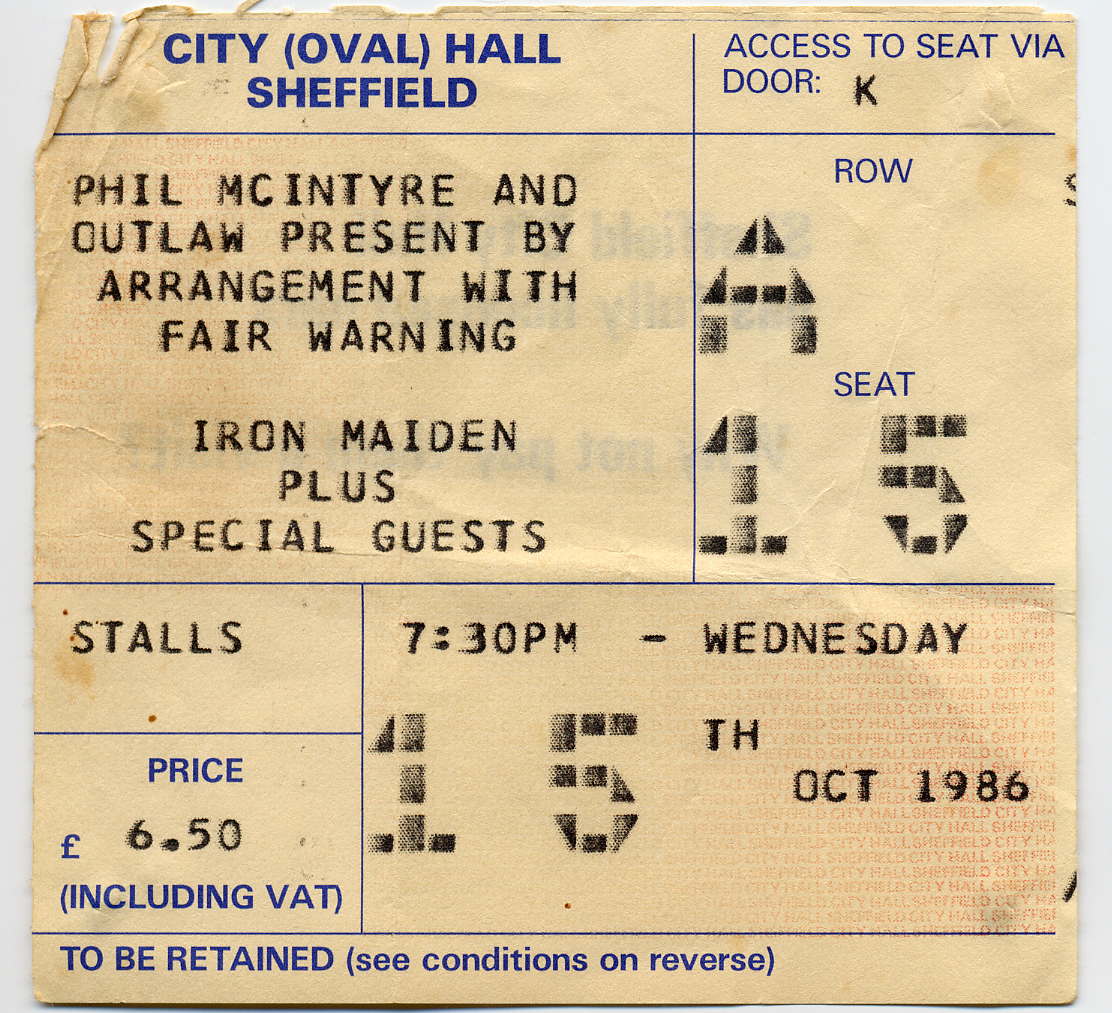 CITY (OVAL) HALL
SHEFFIELD
ACCESS TO SEAT VIA
DOOR: K
PHIL MCINTYRE AND
OUTLAW PRESENT BY
ARRANGEMENT WITH
FAIR WARNING
IRON MAIDEN
PLUS
SPECIAL GUESTS
ROW
A
SEAT
15
STALLS
7:30PM - WEDNESDAY
15 TH
OCT 1986
PRICE
£ 6.50
(INCLUDING VAT)
TO BE RETAINED (see conditions on reverse)